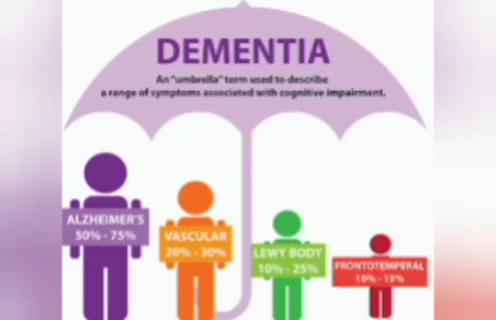 DEMENTIA
An "umbrella" term used to describe
a range of symptoms associated with cognitive impairment.
ALZHEIMER'S
50% - 75%
VASCULAR
20% - 30%
LEWY BODY
10% - 25%
FRONTOTEMPERAL
10% - 15%